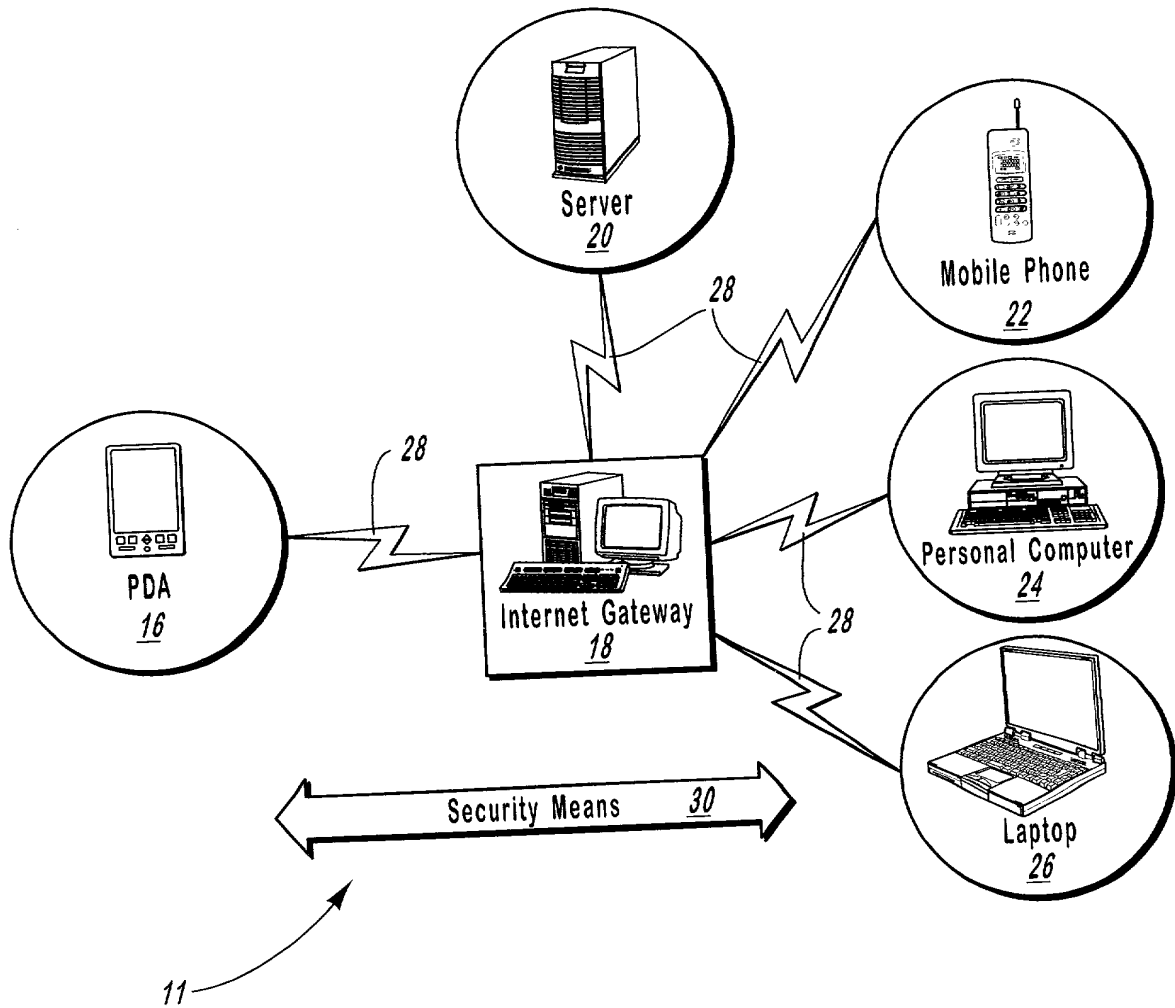 Server
20
Mobile Phone
22
28
28
PDA
16
Internet Gateway
18
Personal Computer
24
28
Security Means 30
Laptop
26
11